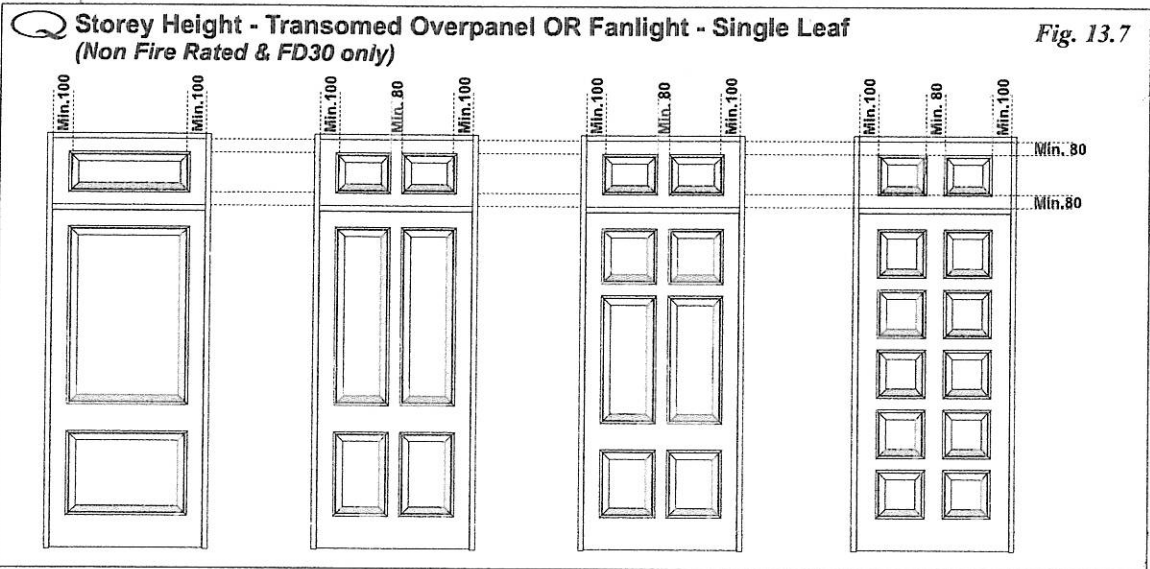 Storey Height - Transomed Overpanel OR Fanlight - Single Leaf
Fig. 13.7
(Non Fire Rated & FD30 only)
Min.100
Min.100
Min.100
Min. 80
Min.100
Min.100
Min. 80
Min.100
Min.100
Min. 80
Min.100
Min. 80
Min.80